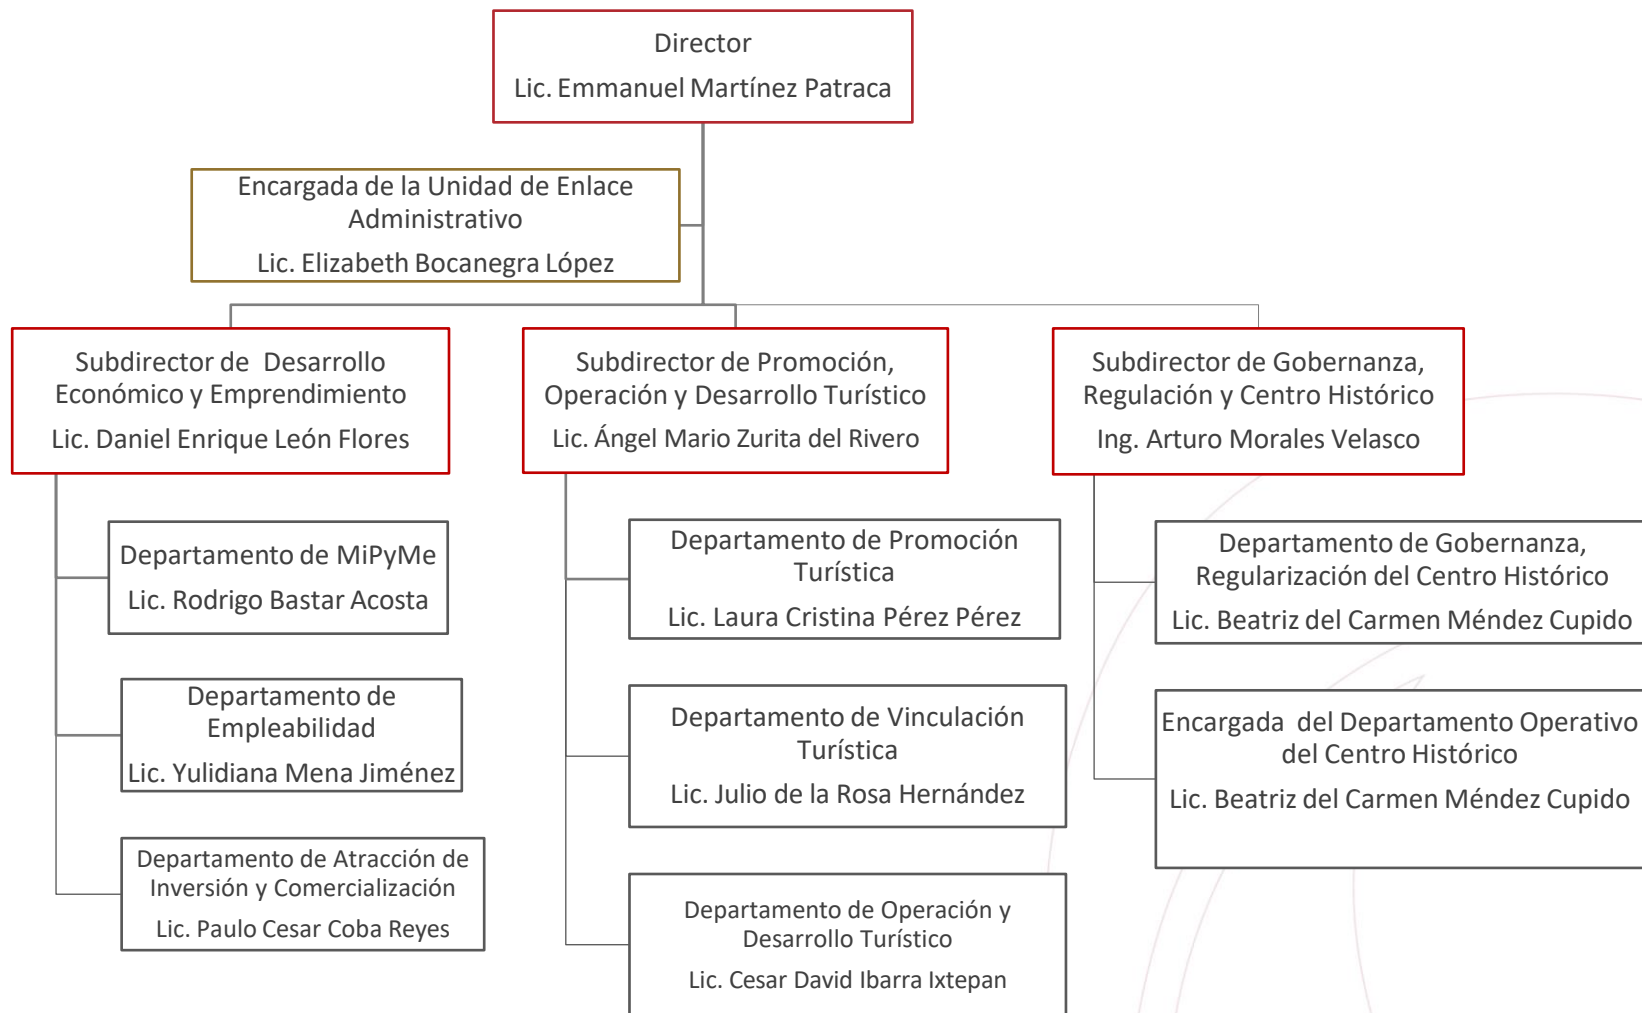 Director
Lic. Emmanuel Martínez Patraca
Encargada de la Unidad de Enlace
Administrativo
Lic. Elizabeth Bocanegra López
Subdirector de Desarrollo
Económico y Emprendimiento
Lic. Daniel Enrique León Flores
Departamento de MiPyMe
Lic. Rodrigo Bastar Acosta
Departamento de
Empleabilidad
Lic. Yulidiana Mena Jiménez
Departamento de Atracción de
Inversión y Comercialización
Lic. Paulo Cesar Coba Reyes
Subdirector de Promoción,
Operación y Desarrollo Turístico
Lic. Ángel Mario Zurita del Rivero
Departamento de Promoción
Turística
Lic. Laura Cristina Pérez Pérez
Departamento de Vinculación
Turística
Lic. Julio de la Rosa Hernández
Departamento de Operación y
Desarrollo Turístico
Lic. Cesar David Ibarra Ixtepan
Subdirector de Gobernanza,
Regulación y Centro Histórico
Ing. Arturo Morales Velasco
Departamento de Gobernanza,
Regularización del Centro Histórico
Lic. Beatriz del Carmen Méndez Cupido
Encargada del Departamento Operativo
del Centro Histórico
Lic. Beatriz del Carmen Méndez Cupido